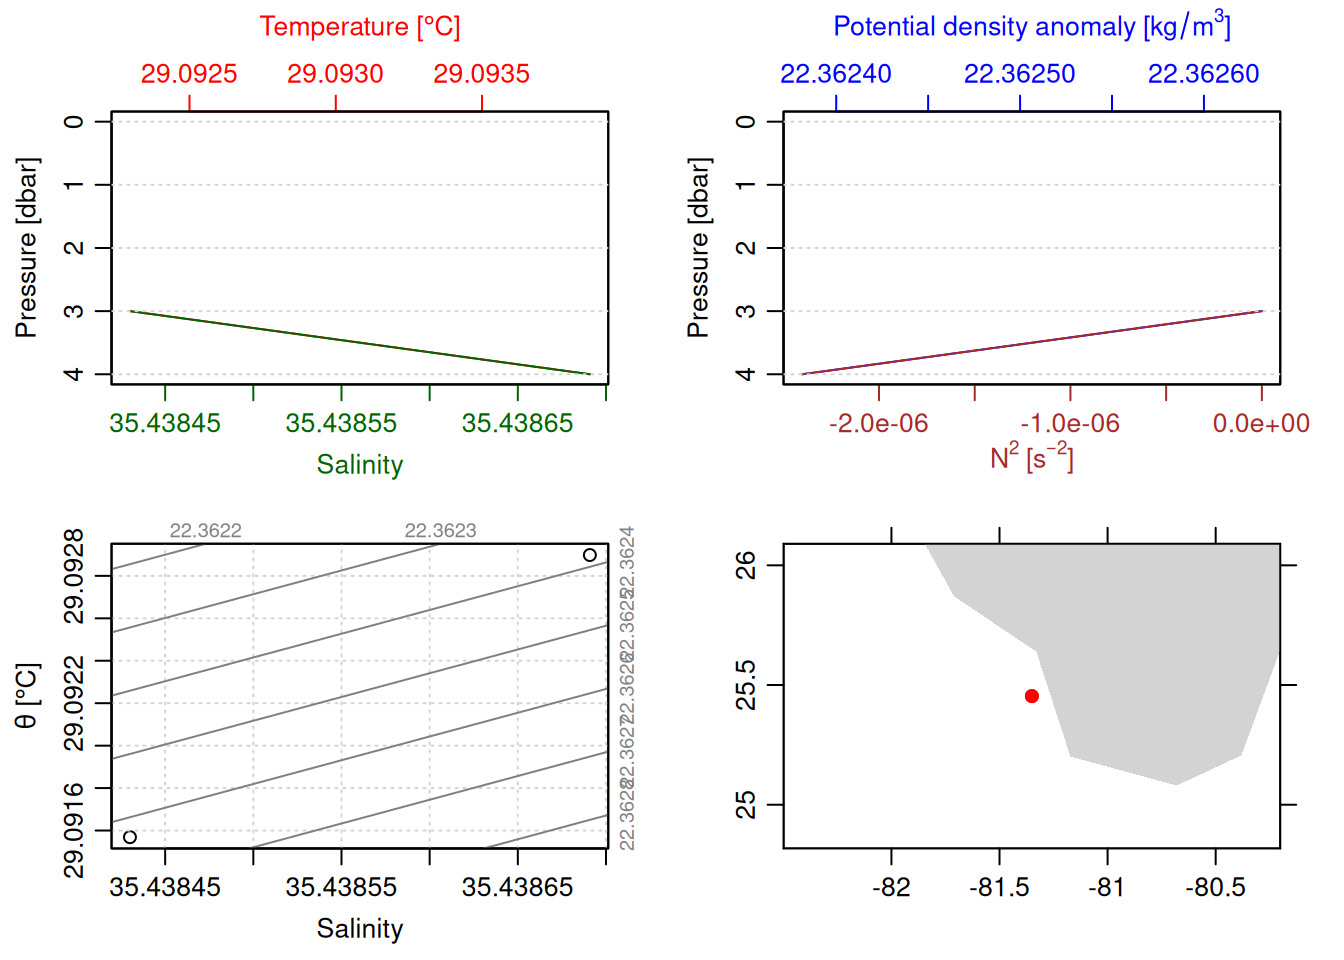 Temperature [°C]
29.0925 29.0930 29.0935
Pressure [dbar]
0
1
2
3
4
35.43845 35.43855 35.43865
Salinity
Potential density anomaly [kg/m³]
22.36240 22.36250 22.36260
Pressure [dbar]
0
1
2
3
4
-2.0e-06 -1.0e-06 0.0e+00
N² [s⁻²]
22.3622 22.3623
22.3624
22.3625
22.3626
22.3627
22.3628
θ [°C]
29.0928
29.0922
29.0916
35.43845 35.43855 35.43865
Salinity
26
25.5
25
-82 -81.5 -81 -80.5